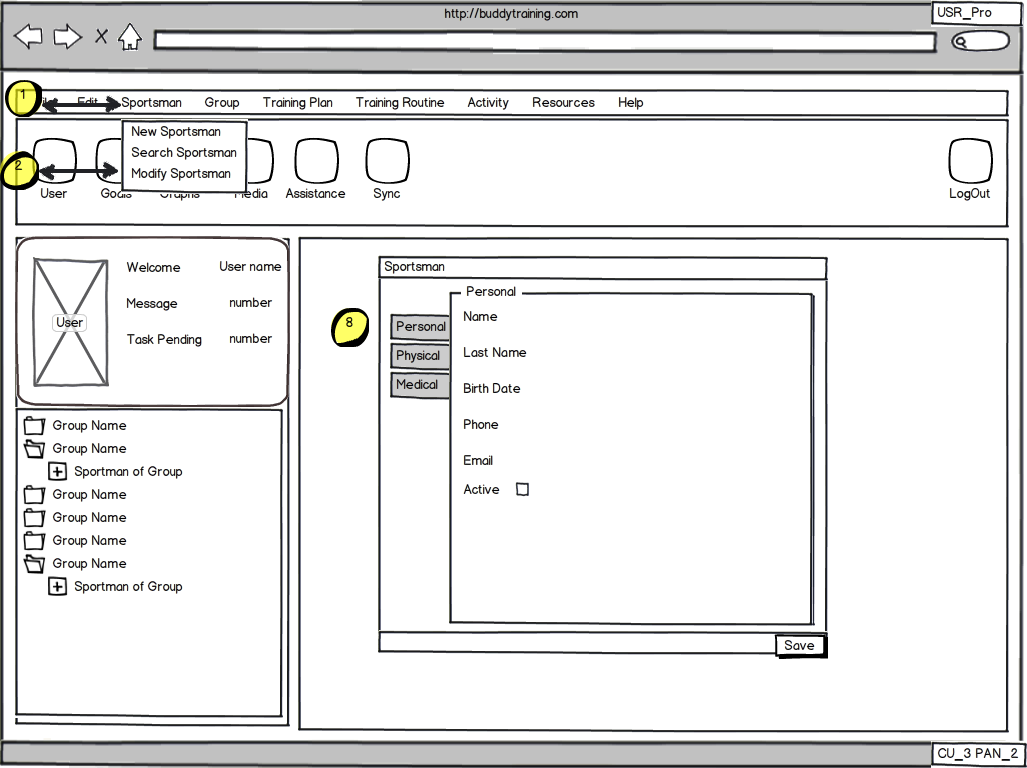 http://buddytraining.com
USR_Pro
1
Edit Sportsman Group Training Plan Training Routine Activity Resources Help
New Sportsman
Search Sportsman
Modify Sportsman
2
User Goals Graphs Media Assistance Sync LogOut
Welcome User name
Message number
User
Task Pending number
Group Name
Group Name
Sportman of Group
Group Name
Group Name
Group Name
Group Name
Sportman of Group
Sportsman
8
Personal
Physical
Medical
Personal
Name
Last Name
Birth Date
Phone
Email
Active
Save
CU_3 PAN_2